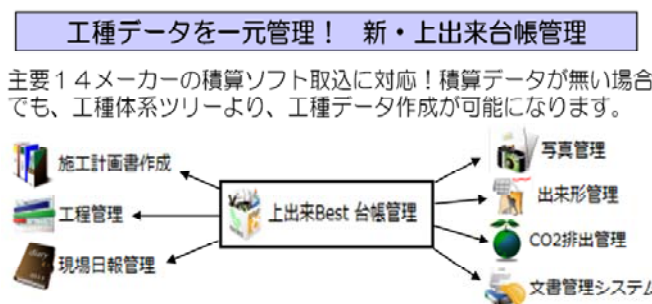 工種データを一元管理！　新・上出来台帳管理
主要１４メーカーの積算ソフト取込に対応！積算データが無い場合
でも、工種体系ツリーより、工種データ作成が可能になります。
施工計画書作成
工程管理
現場日報管理
上出来Best 台帳管理
写真管理
出来形管理
CO2排出管理
文書管理システム